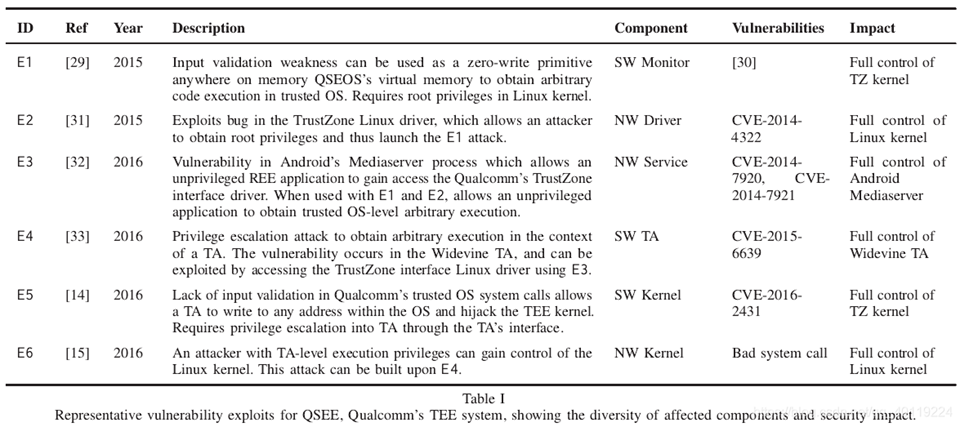 ID Ref Year Description Component Vulnerabilities Impact
E1 [29] 2015 Input validation weakness can be used as a zero-write primitive SW Monitor [30] Full control of
anywhere on memory QSEOS's virtual memory to obtain arbitrary TZ kernel
code execution in trusted OS. Requires root privileges in Linux kernel.
E2 [31] 2015 Exploits bug in the TrustZone Linux driver, which allows an attacker NW Driver CVE-2014- Full control of
to obtain root privileges and thus launch the E1 attack. 4322 Linux kernel
E3 [32] 2016 Vulnerability in Android's Mediaserver process which allows an NW Service CVE-2014- Full control of
unprivileged REE application to gain access the Qualcomm's TrustZone 7920, CVE- Android
interface driver. When used with E1 and E2, allows an unprivileged 2014-7921 Mediaserver
application to obtain trusted OS-level arbitrary execution.
E4 [33] 2016 Privilege escalation attack to obtain arbitrary execution in the context SW TA CVE-2015- Full control of
of a TA. The vulnerability occurs in the Widevine TA, and can be 6639 Widevine TA
exploited by accessing the TrustZone interface Linux driver using E3.
E5 [14] 2016 Lack of input validation in Qualcomm's trusted OS system calls allows SW Kernel CVE-2016- Full control of
a TA to write to any address within the OS and hijack the TEE kernel. 2431 TZ kernel
Requires privilege escalation into TA through the TA's interface.
E6 [15] 2016 An attacker with TA-level execution privileges can gain control of the NW Kernel Bad system call Full control of
Linux kernel. This attack can be built upon E4. Linux kernel
Table I
Representative vulnerability exploits for QSEE, Qualcomm's TEE system, showing the diversity of affected components and security impact.